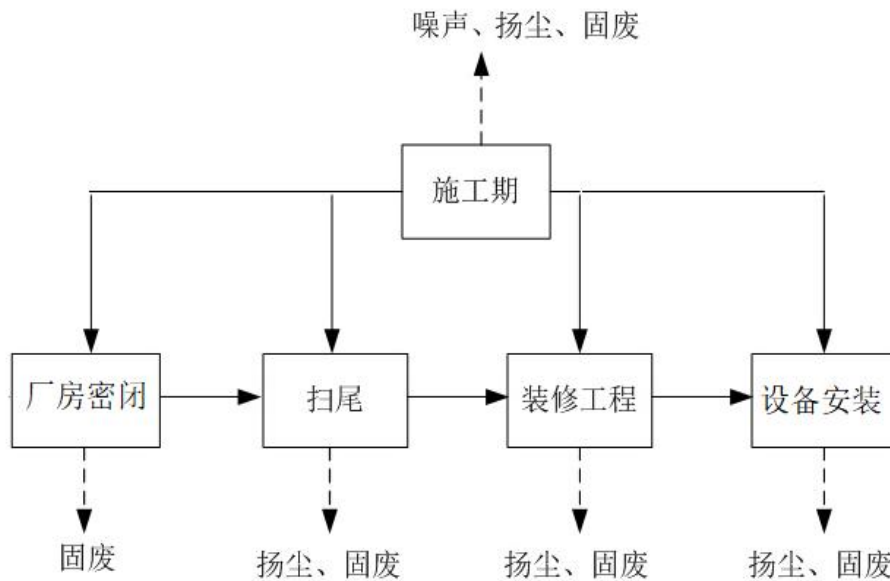 噪声、扬尘、固废
施工期
厂房密闭
扫尾
装修工程
设备安装
固废
扬尘、固废
扬尘、固废
扬尘、固废